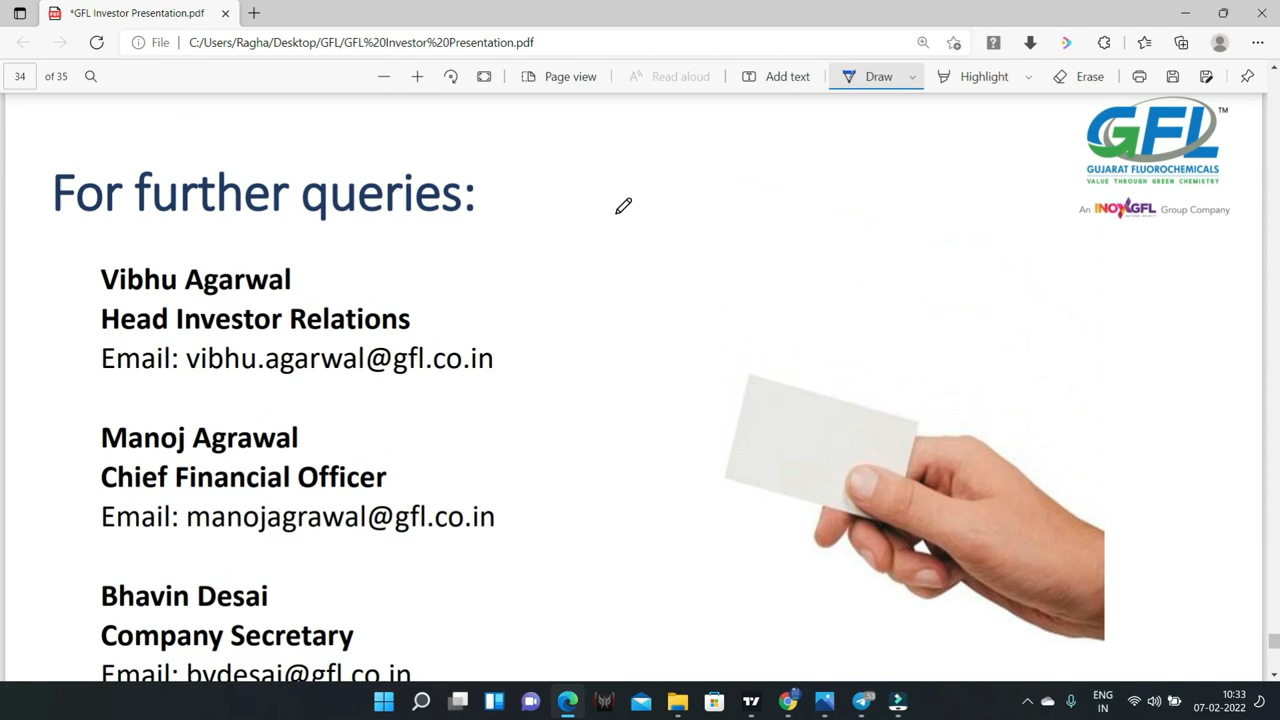 *GFL Investor Presentation.pdf
File C:/Users/Ragha/Desktop/GFL/GFL%20Investor%20Presentation.pdf
34 of 35 Page view Read aloud Add text Draw Highlight Erase
GFL TM
GUJARAT FLUOROCHEMICALS
VALUE THROUGH GREEN CHEMISTRY
An INOXGFL Group Company
For further queries:
Vibhu Agarwal
Head Investor Relations
Email: vibhu.agarwal@gfl.co.in
Manoj Agrawal
Chief Financial Officer
Email: manojagrawal@gfl.co.in
Bhavin Desai
Company Secretary
Email: bvdesai@gfl.co.in
ENG
IN
10:33
07-02-2022